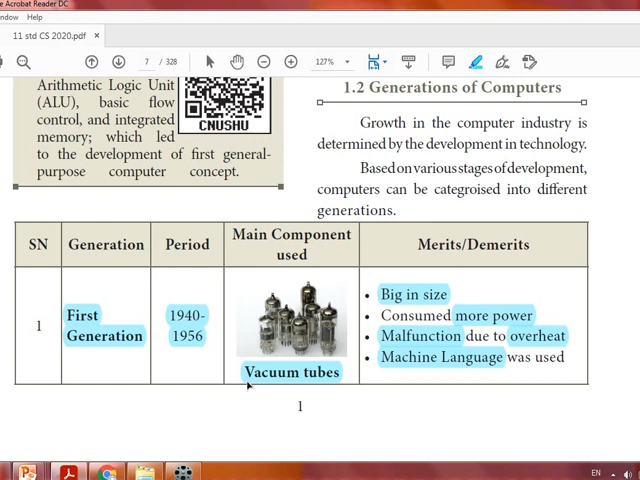 e Acrobat Reader DC
ndow Help
11 std CS 2020.pdf ×
7 / 328
127%
Arithmetic Logic Unit
(ALU), basic flow
control, and integrated
memory; which led
to the development of first general-
purpose computer concept.
CNUSHU
1.2 Generations of Computers
Growth in the computer industry is
determined by the development in technology.
Based on various stages of development,
computers can be categroised into different
generations.
SN
Generation
Period
Main Component
used
Merits/Demerits
1
First
Generation
1940-
1956
Vacuum tubes
• Big in size
• Consumed more power
• Malfunction due to overheat
• Machine Language was used
1
EN